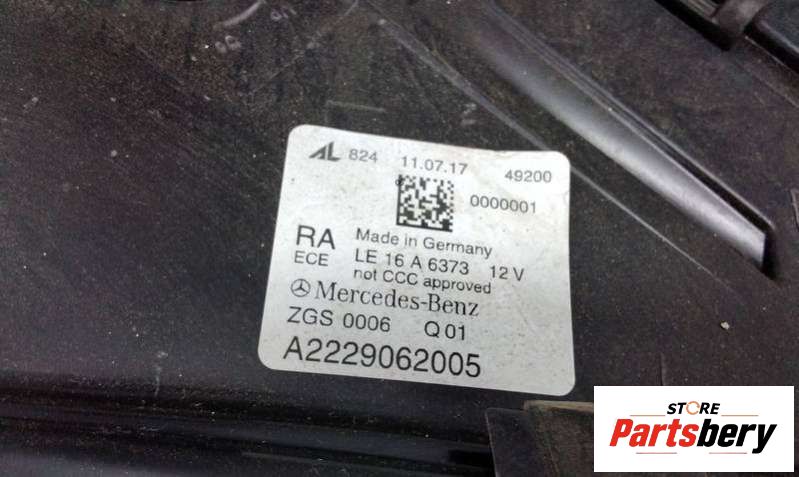 AL 824 11.07.17 49200
0000001
RA Made in Germany
ECE LE 16 A 6373 12 V
not CCC approved
Mercedes-Benz
ZGS 0006 Q 01
A2229062005
STORE
Partsbery